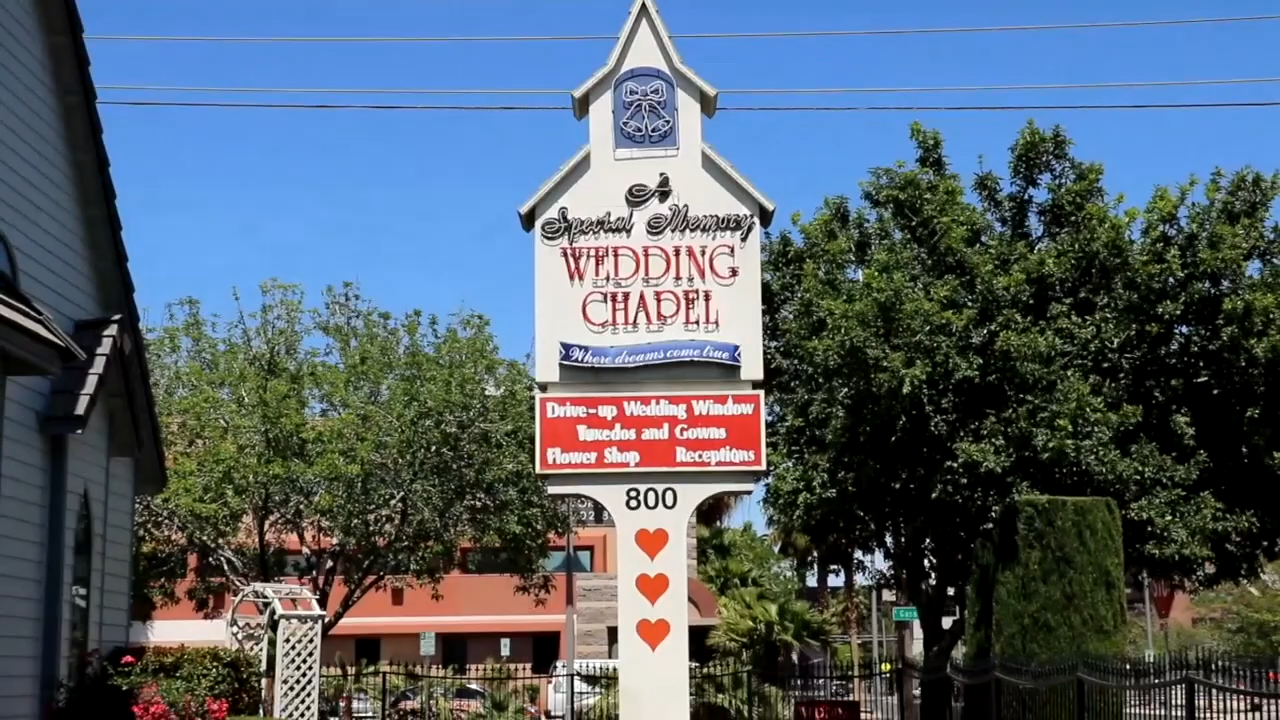 A
Special Memory
WEDDING
CHAPEL
Where dreams come true
Drive-up Wedding Window
Tuxedos and Gowns
Flower Shop Receptions
800